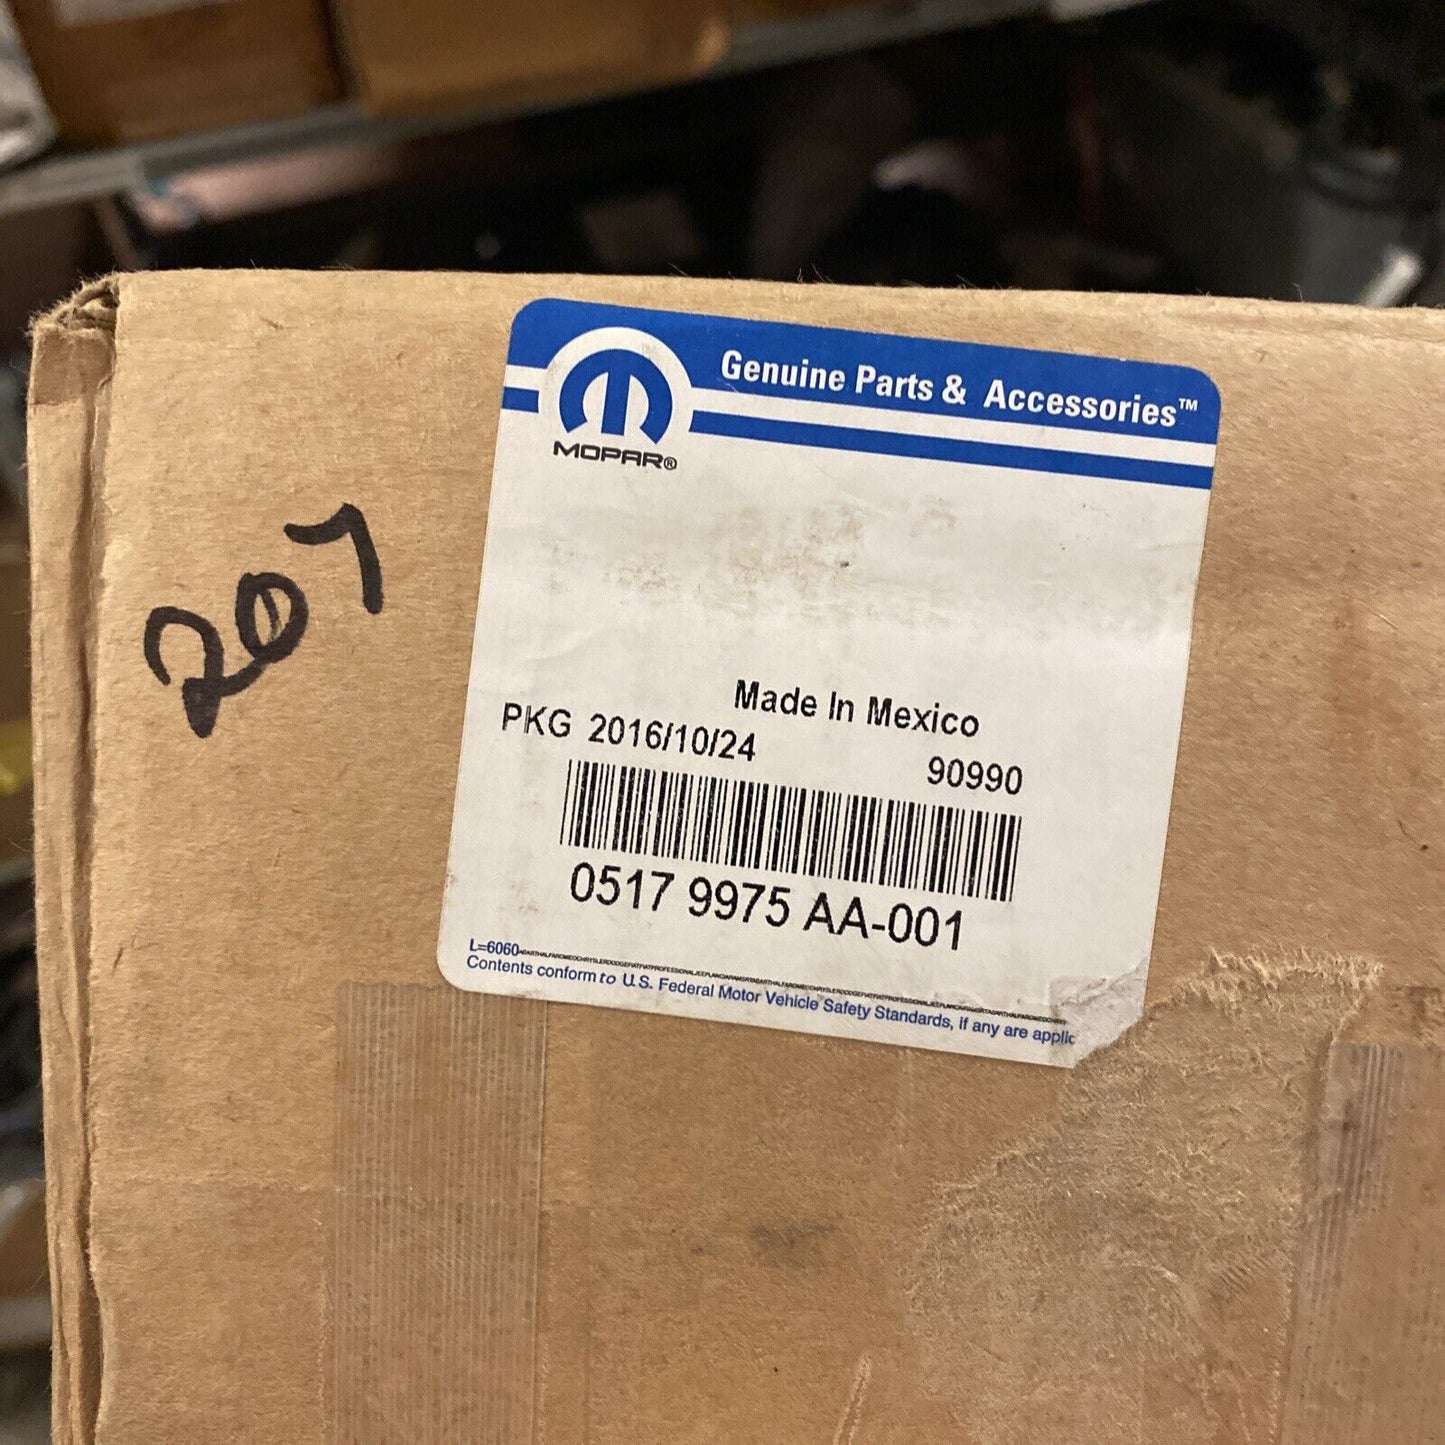 Genuine Parts & Accessories™
MOPAR®
207
Made In Mexico
PKG 2016/10/24
90990
0517 9975 AA-001
L=6060
Contents conform to U.S. Federal Motor Vehicle Safety Standards, if any are applic